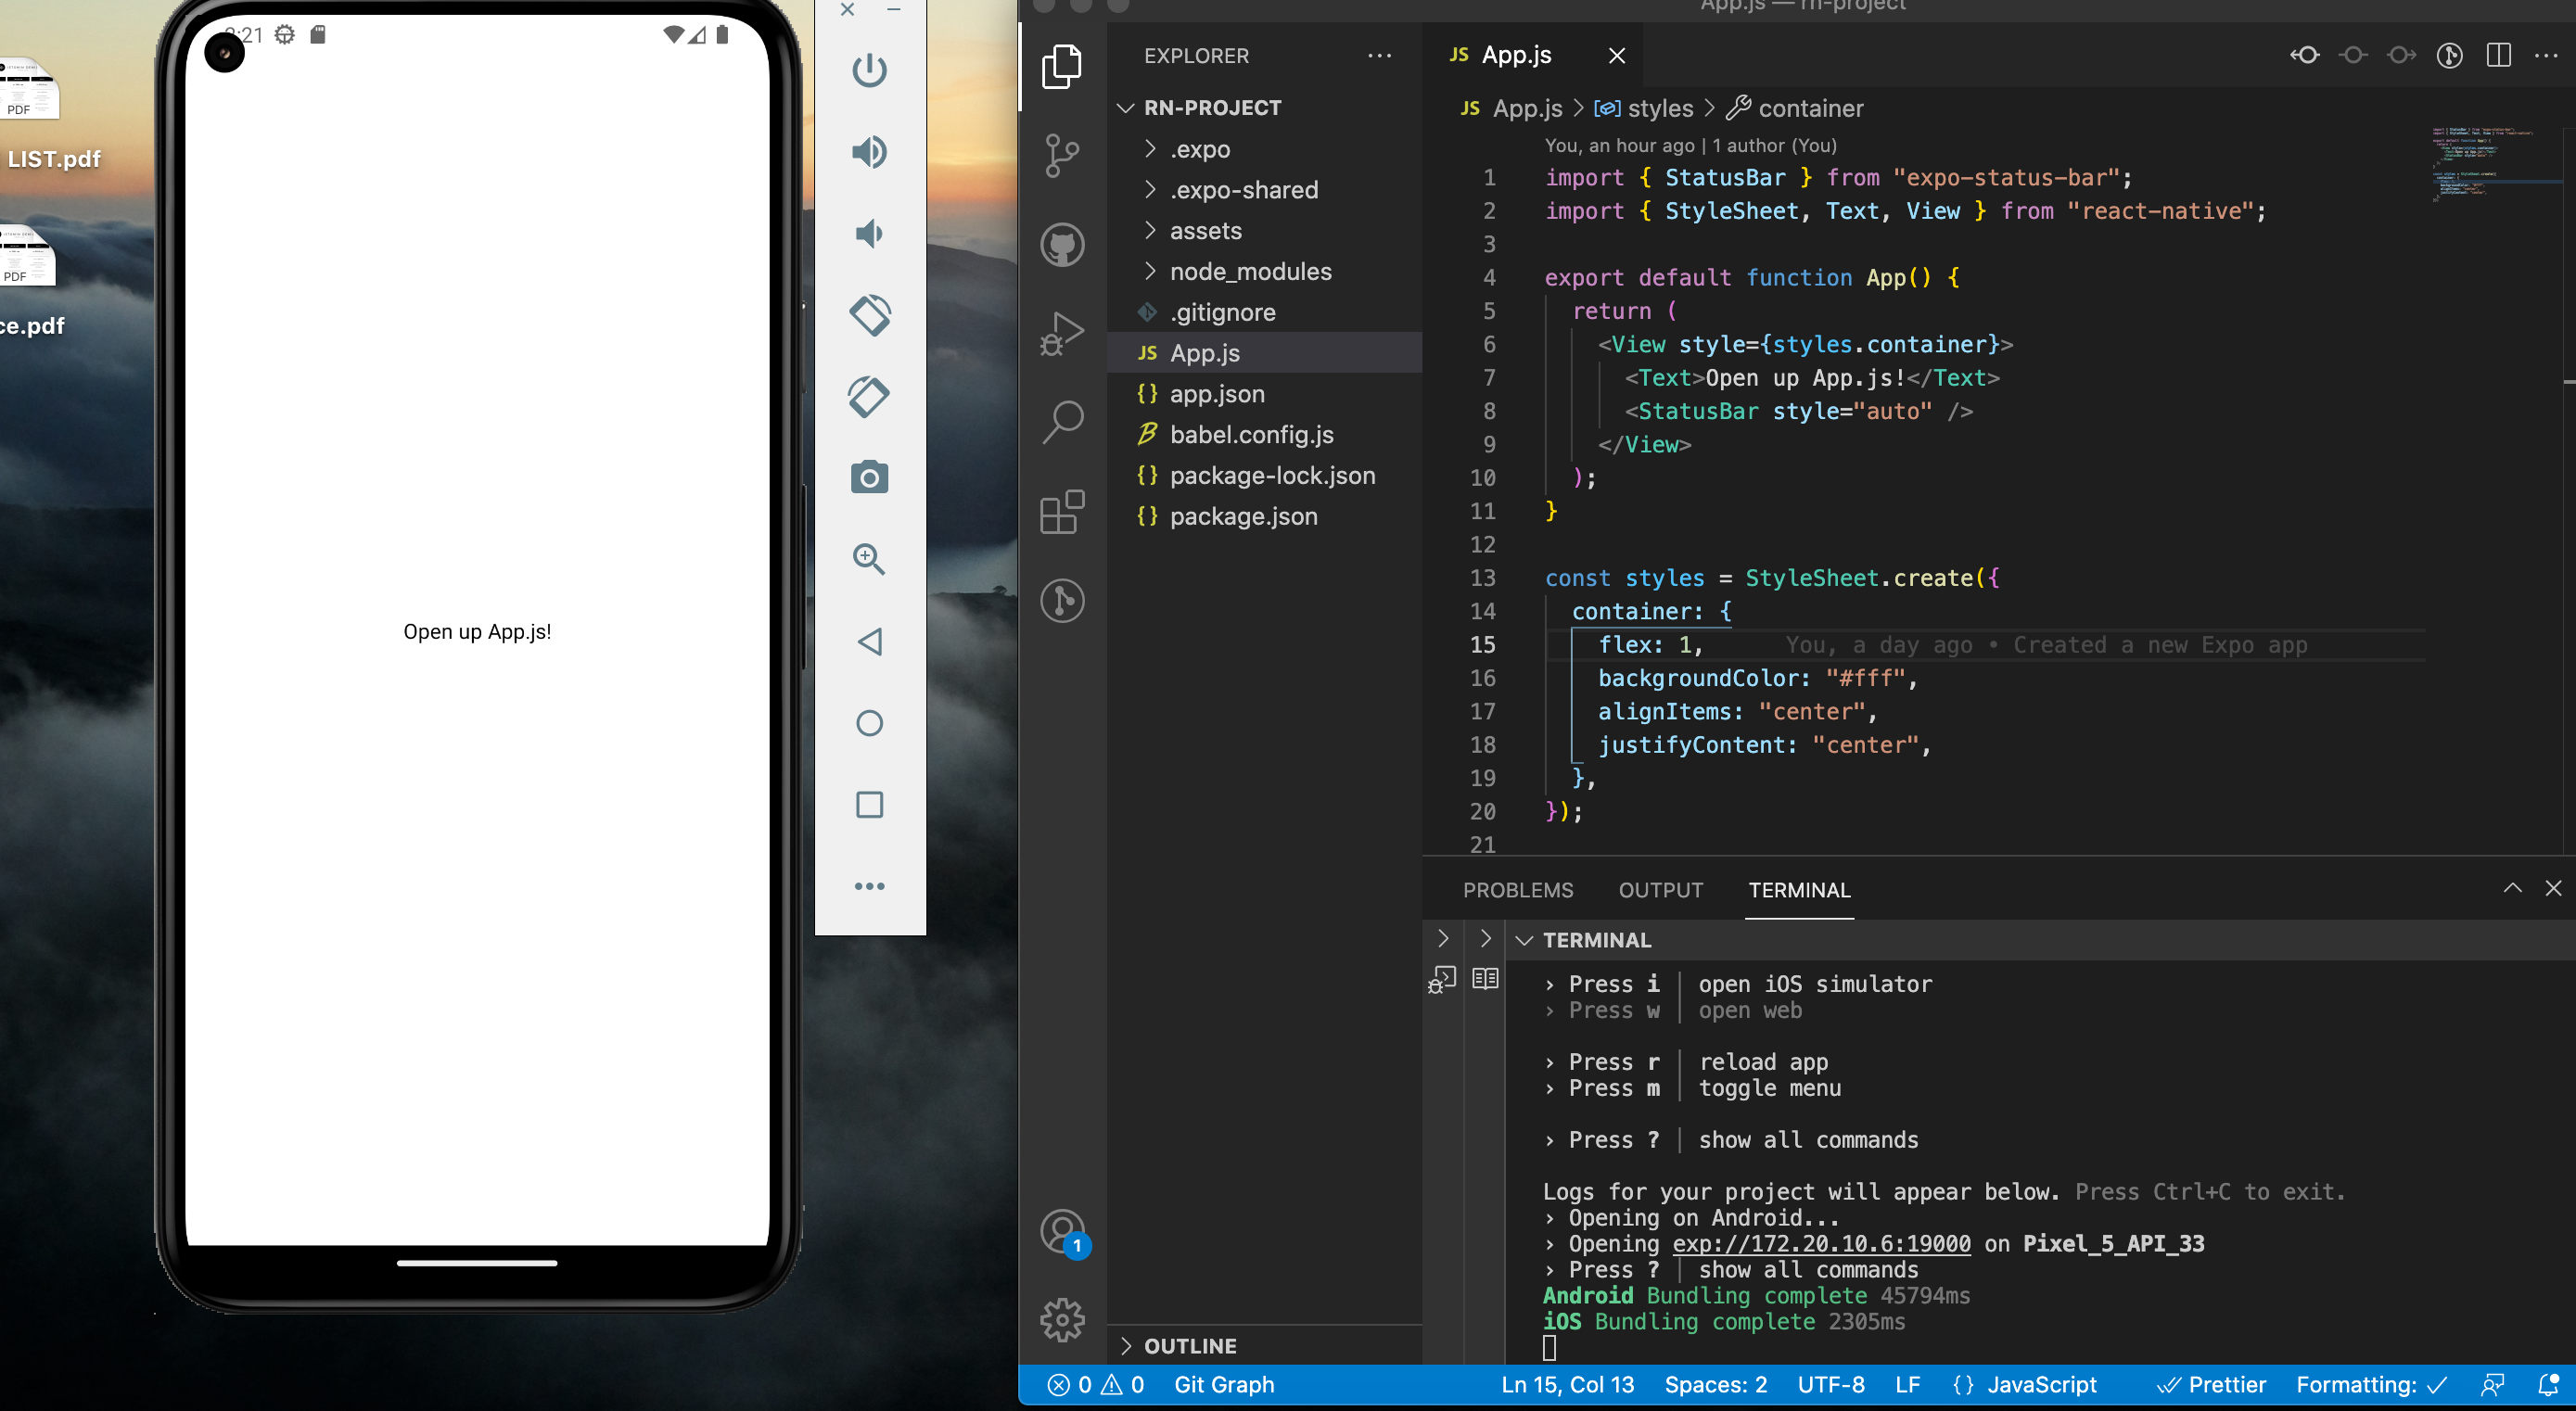 PDF
LIST.pdf
PDF
ce.pdf
:21
Open up App.js!
App.js — rn-project
EXPLORER
RN-PROJECT
.expo
.expo-shared
assets
node_modules
.gitignore
JS App.js
{} app.json
babel.config.js
{} package-lock.json
{} package.json
OUTLINE
JS App.js
JS App.js > styles > container
You, an hour ago | 1 author (You)
1 import { StatusBar } from "expo-status-bar";
2 import { StyleSheet, Text, View } from "react-native";
3
4 export default function App() {
5 return (
6 <View style={styles.container}>
7 <Text>Open up App.js!</Text>
8 <StatusBar style="auto" />
9 </View>
10 );
11 }
12
13 const styles = StyleSheet.create({
14 container: {
15 flex: 1, You, a day ago • Created a new Expo app
16 backgroundColor: "#fff",
17 alignItems: "center",
18 justifyContent: "center",
19 },
20 });
21
PROBLEMS OUTPUT TERMINAL
TERMINAL
› Press i │ open iOS simulator
› Press w │ open web
› Press r │ reload app
› Press m │ toggle menu
› Press ? │ show all commands
Logs for your project will appear below. Press Ctrl+C to exit.
› Opening on Android...
› Opening exp://172.20.10.6:19000 on Pixel_5_API_33
› Press ? │ show all commands
Android Bundling complete 45794ms
iOS Bundling complete 2305ms
1
0 0 Git Graph Ln 15, Col 13 Spaces: 2 UTF-8 LF {} JavaScript Prettier Formatting: ✓